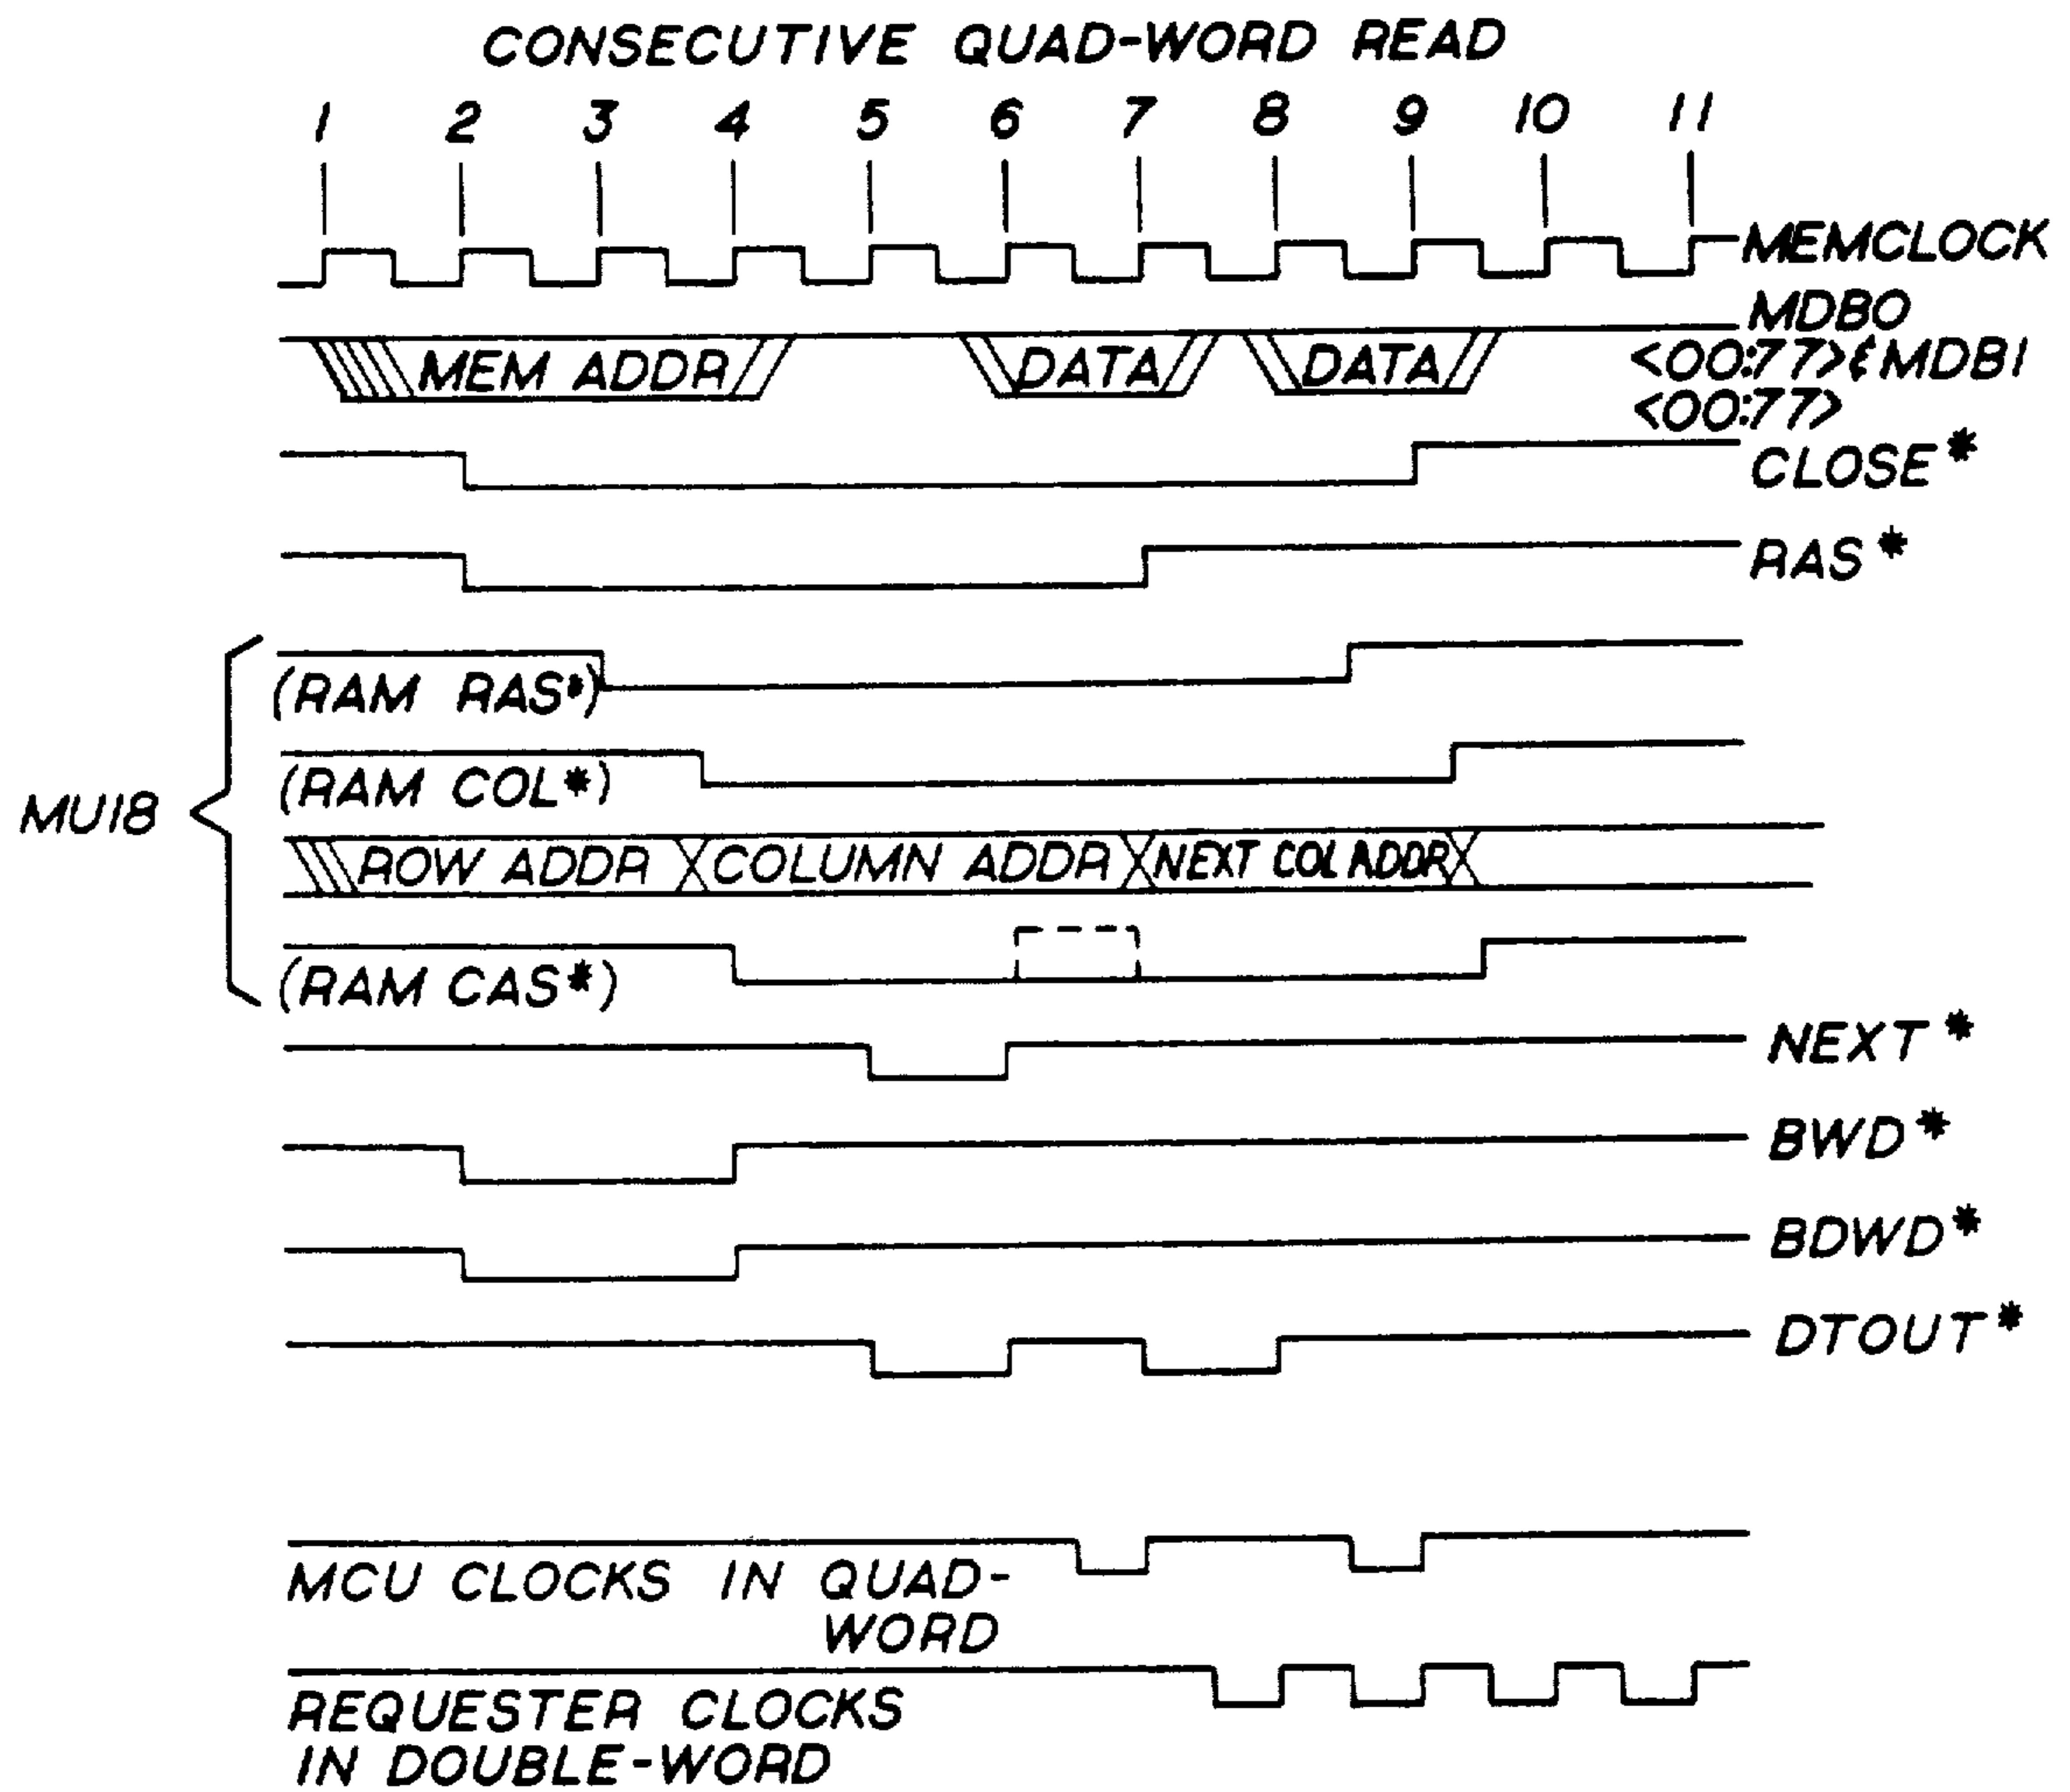 CONSECUTIVE QUAD-WORD READ
1 2 3 4 5 6 7 8 9 10 11
MEMCLOCK
MDBO
<00:77>&MDBI
<00:77>
MEM ADDR DATA DATA
CLOSE*
RAS*
(RAM RAS*)
(RAM COL*)
MU18
ROW ADDR COLUMN ADDR NEXT COL ADDR
(RAM CAS*)
NEXT*
BWD*
BDWD*
DTOUT*
MCU CLOCKS IN QUAD-
WORD
REQUESTER CLOCKS
IN DOUBLE-WORD